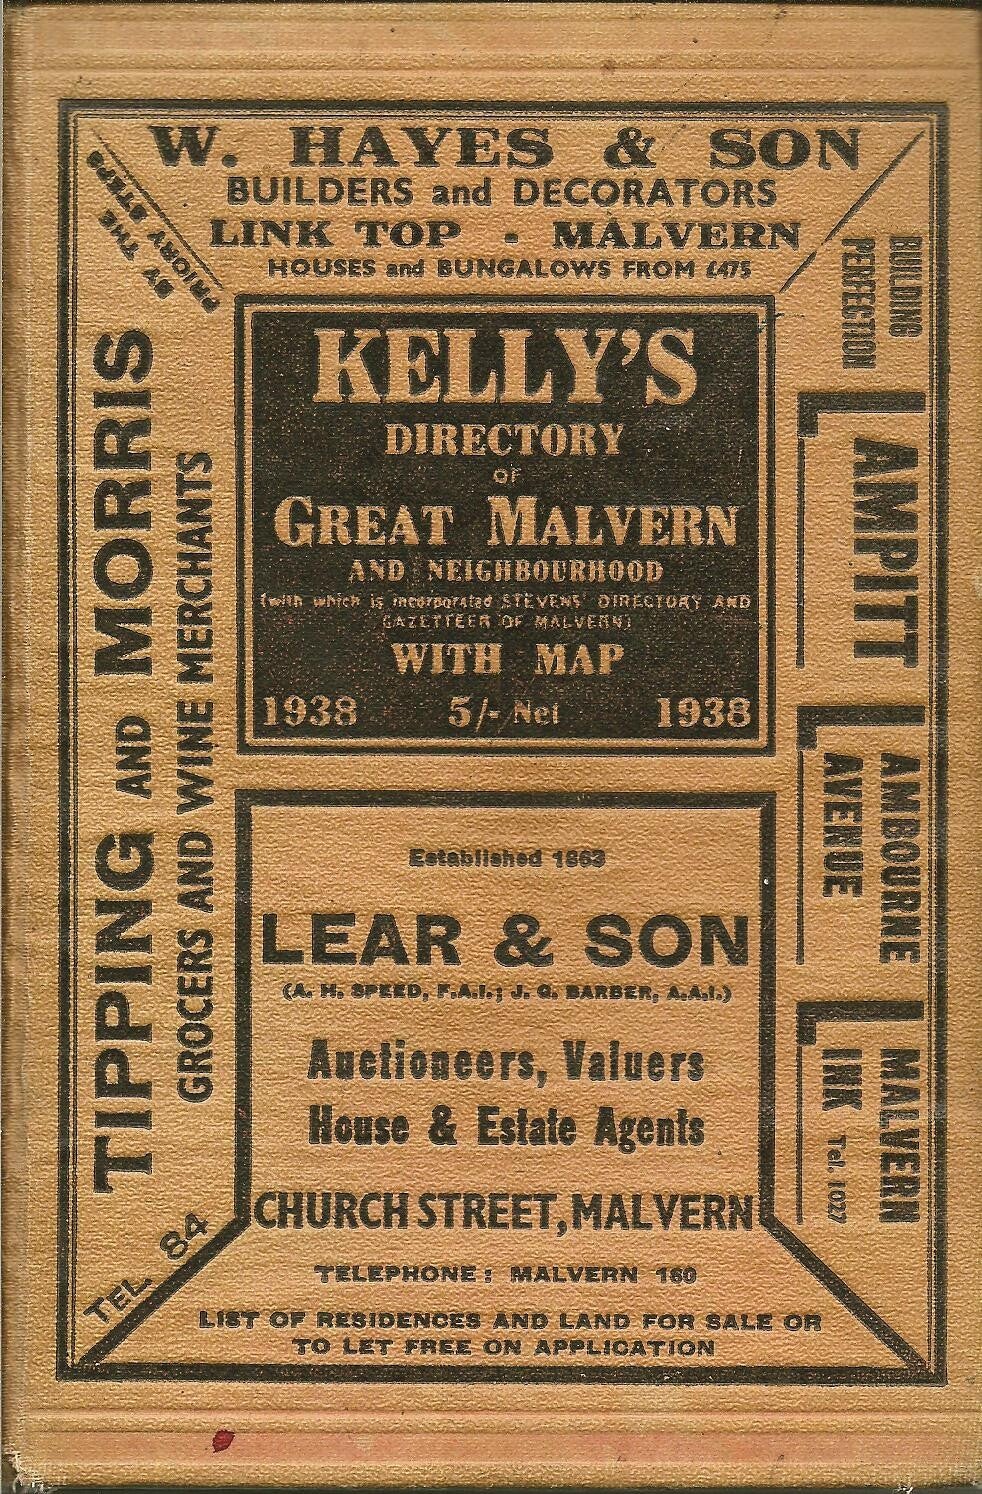 W. HAYES & SON
BUILDERS and DECORATORS
LINK TOP - MALVERN
HOUSES and BUNGALOWS FROM £475
BY THE
PRIORY STEPS
TIPPING AND MORRIS
GROCERS AND WINE MERCHANTS
TEL. 84
KELLY'S
DIRECTORY
OF
GREAT MALVERN
AND NEIGHBOURHOOD
(with which is incorporated STEVENS' DIRECTORY AND
GAZETTEER OF MALVERN)
WITH MAP
1938 5/- Net 1938
BUILDING
PERFECTION
AMPITT
AMBOURNE
AVENUE
MALVERN
LINK Tel. 1027
Established 1863
LEAR & SON
(A. H. SPEED, F.A.I.; J. G. BARBER, A.A.I.)
Auctioneers, Valuers
House & Estate Agents
CHURCH STREET, MALVERN
TELEPHONE: MALVERN 160
LIST OF RESIDENCES AND LAND FOR SALE OR
TO LET FREE ON APPLICATION